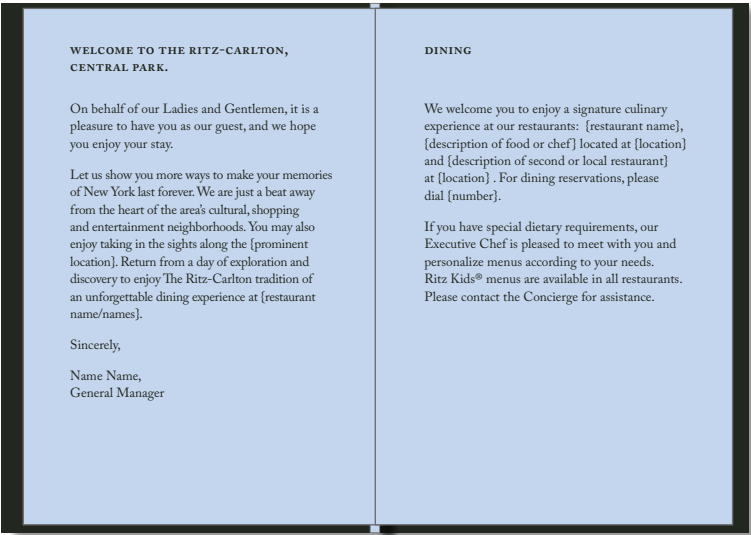 WELCOME TO THE RITZ-CARLTON,
CENTRAL PARK.
On behalf of our Ladies and Gentlemen, it is a
pleasure to have you as our guest, and we hope
you enjoy your stay.
Let us show you more ways to make your memories
of New York last forever. We are just a beat away
from the heart of the area's cultural, shopping
and entertainment neighborhoods. You may also
enjoy taking in the sights along the {prominent
location}. Return from a day of exploration and
discovery to enjoy The Ritz-Carlton tradition of
an unforgettable dining experience at {restaurant
name/names}.
Sincerely,
Name Name,
General Manager
DINING
We welcome you to enjoy a signature culinary
experience at our restaurants:  {restaurant name},
{description of food or chef} located at {location}
and {description of second or local restaurant}
at {location} . For dining reservations, please
dial {number}.
If you have special dietary requirements, our
Executive Chef is pleased to meet with you and
personalize menus according to your needs.
Ritz Kids® menus are available in all restaurants.
Please contact the Concierge for assistance.